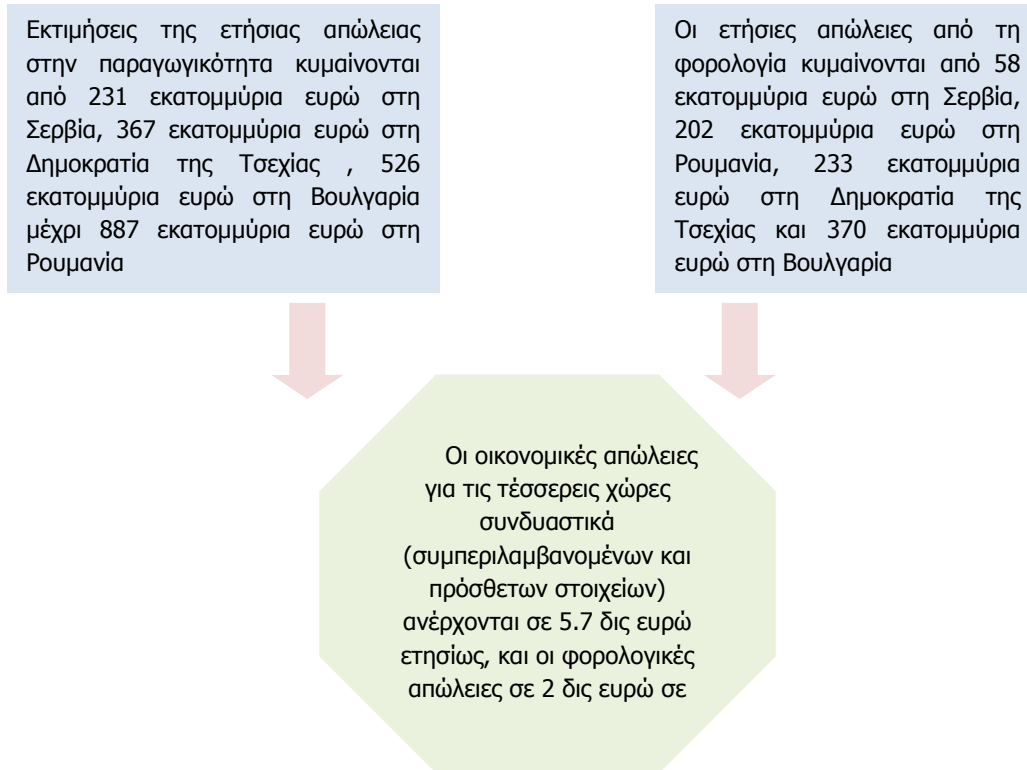 Εκτιμήσεις της ετήσιας απώλειας
στην παραγωγικότητα κυμαίνονται
από 231 εκατομμύρια ευρώ στη
Σερβία, 367 εκατομμύρια ευρώ στη
Δημοκρατία της Τσεχίας , 526
εκατομμύρια ευρώ στη Βουλγαρία
μέχρι 887 εκατομμύρια ευρώ στη
Ρουμανία
Οι ετήσιες απώλειες από τη
φορολογία κυμαίνονται από 58
εκατομμύρια ευρώ στη Σερβία,
202 εκατομμύρια ευρώ στη
Ρουμανία, 233 εκατομμύρια
ευρώ στη Δημοκρατία της
Τσεχίας και 370 εκατομμύρια
ευρώ στη Βουλγαρία
Οι οικονομικές απώλειες
για τις τέσσερεις χώρες
συνδυαστικά
(συμπεριλαμβανομένων και
πρόσθετων στοιχείων)
ανέρχονται σε 5.7 δις ευρώ
ετησίως, και οι φορολογικές
απώλειες σε 2 δις ευρώ σε